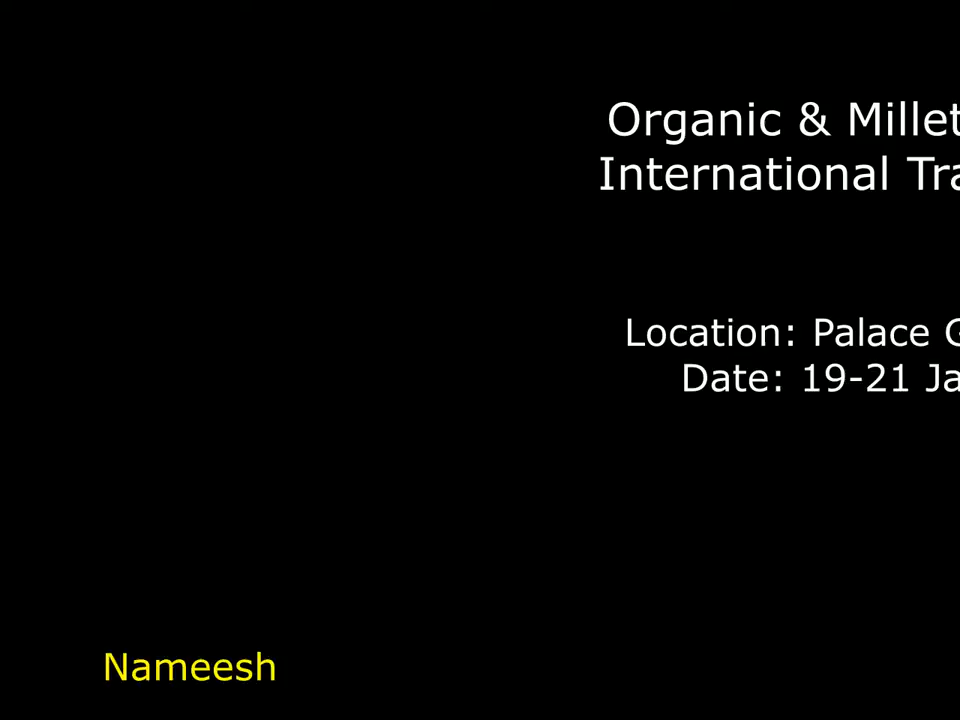 Organic & Millet
International Tra
Location: Palace G
Date: 19-21 Ja
Nameesh